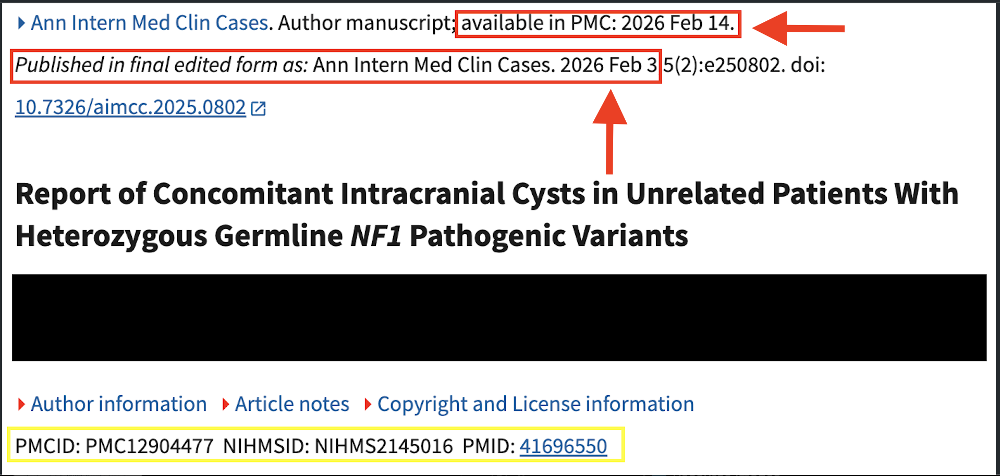 Ann Intern Med Clin Cases. Author manuscript; available in PMC: 2026 Feb 14.
Published in final edited form as: Ann Intern Med Clin Cases. 2026 Feb 3 5(2):e250802. doi:
10.7326/aimcc.2025.0802
Report of Concomitant Intracranial Cysts in Unrelated Patients With
Heterozygous Germline NF1 Pathogenic Variants
Author information Article notes Copyright and License information
PMCID: PMC12904477 NIHMSID: NIHMS2145016 PMID: 41696550